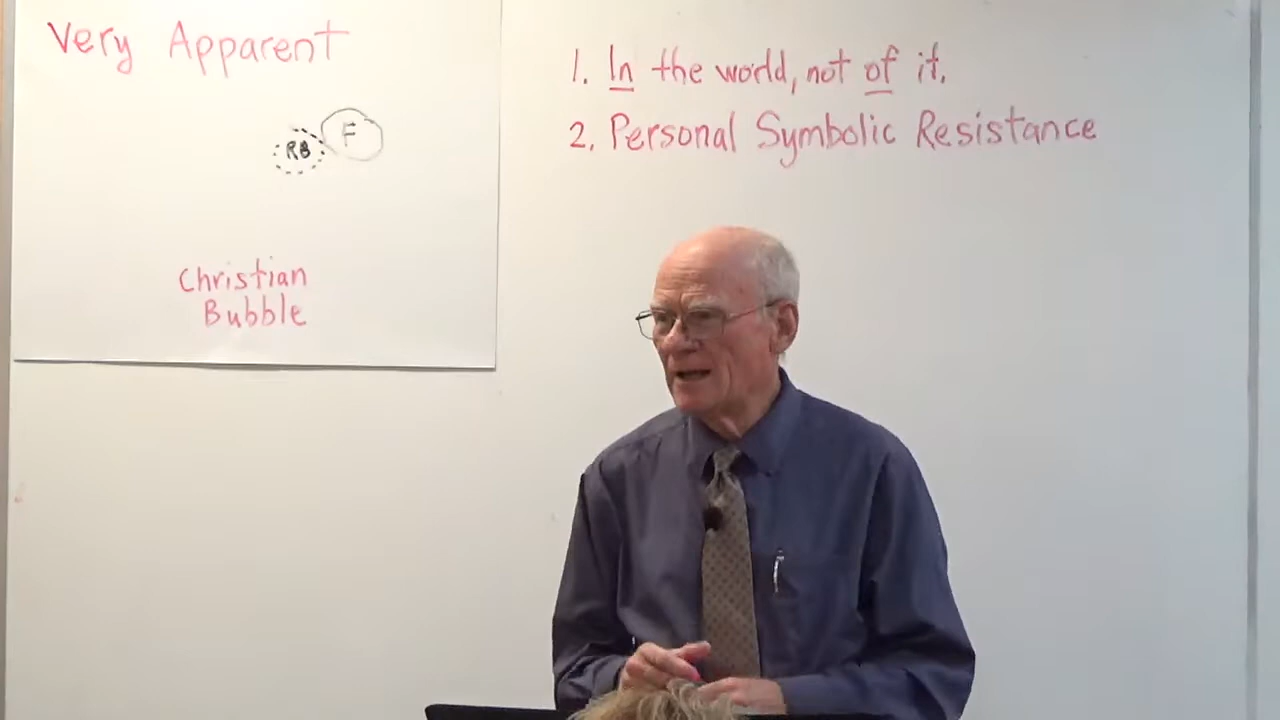 Very Apparent
F
RB
Christian
Bubble
1. In the world, not of it.
2. Personal Symbolic Resistance